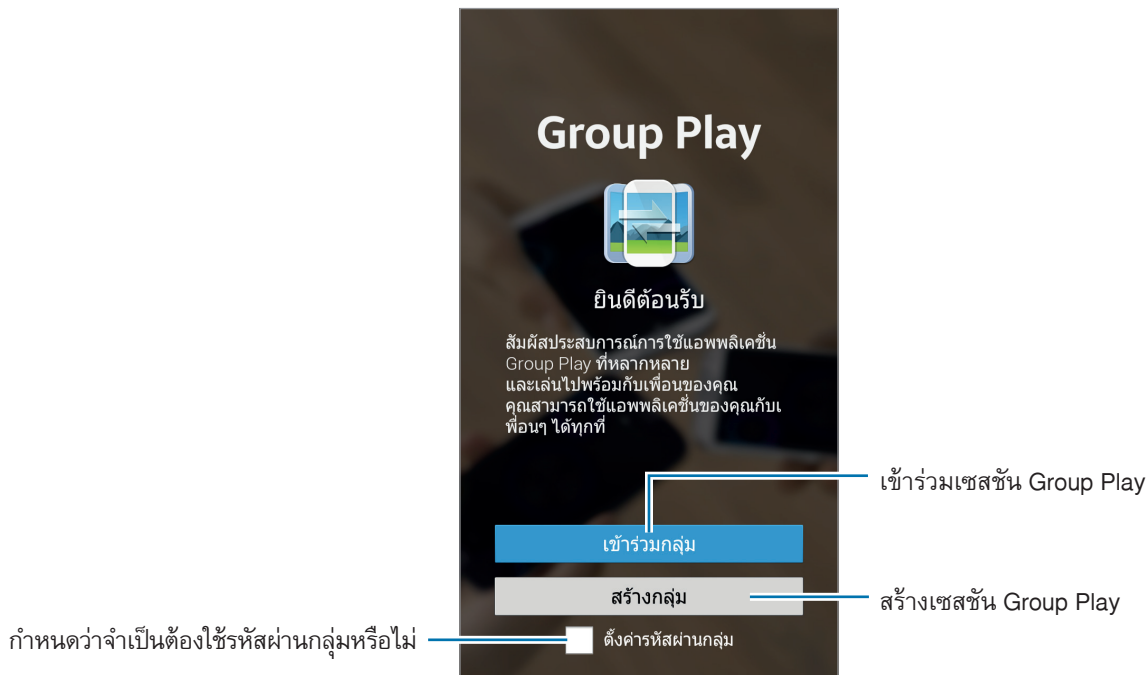 Group Play
ยินดีต้อนรับ
สัมผัสประสบการณ์การใช้แอพพลิเคชั่น
Group Play ที่หลากหลาย
และเล่นไปพร้อมกับเพื่อนของคุณ
คุณสามารถใช้แอพพลิเคชั่นของคุณกับเ
พื่อนๆ ได้ทุกที่
เข้าร่วมเซสชัน Group Play
เข้าร่วมกลุ่ม
สร้างกลุ่ม
สร้างเซสชัน Group Play
กำหนดว่าจำเป็นต้องใช้รหัสผ่านกลุ่มหรือไม่
ตั้งค่ารหัสผ่านกลุ่ม